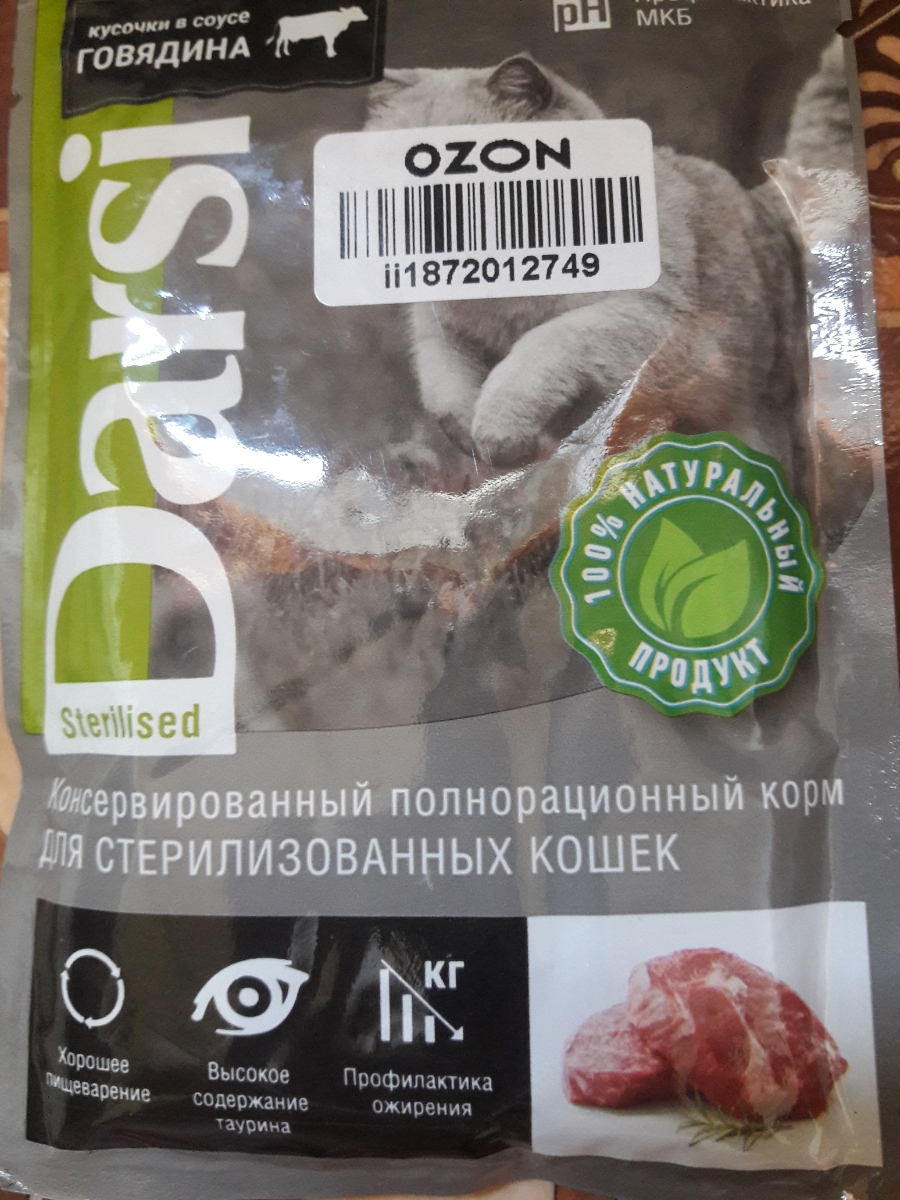 кусочки в соусе
ГОВЯДИНА
pH
МКБ
Darsi
Sterilised
OZON
ii1872012749
100% НАТУРАЛЬНЫЙ
ПРОДУКТ
Консервированный полнорационный корм
ДЛЯ СТЕРИЛИЗОВАННЫХ КОШЕК
Хорошее
пищеварение
Высокое
содержание
таурина
КГ
Профилактика
ожирения